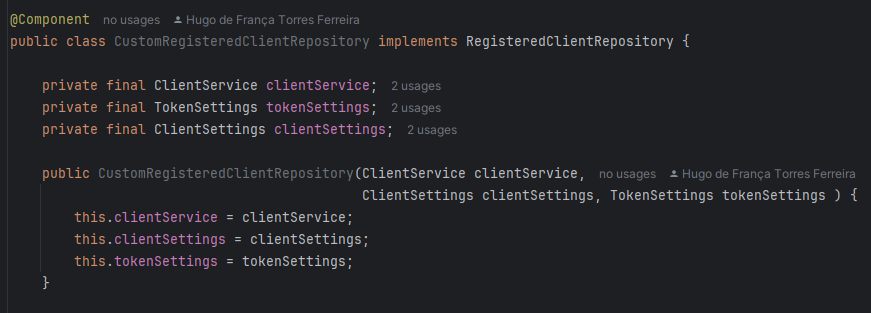 @Component no usages Hugo de França Torres Ferreira
public class CustomRegisteredClientRepository implements RegisteredClientRepository {
private final ClientService clientService; 2 usages
private final TokenSettings tokenSettings; 2 usages
private final ClientSettings clientSettings; 2 usages
public CustomRegisteredClientRepository(ClientService clientService, no usages Hugo de França Torres Ferreira
ClientSettings clientSettings, TokenSettings tokenSettings ) {
this.clientService = clientService;
this.clientSettings = clientSettings;
this.tokenSettings = tokenSettings;
}